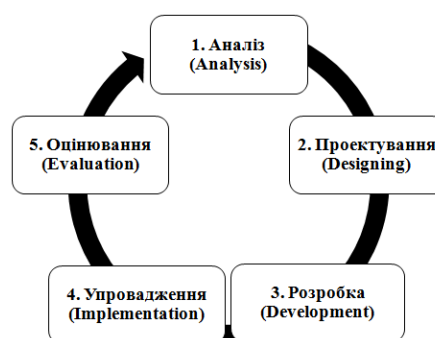 1. Аналіз
(Analysis)
2. Проектування
(Designing)
3. Розробка
(Development)
4. Упровадження
(Implementation)
5. Оцінювання
(Evaluation)